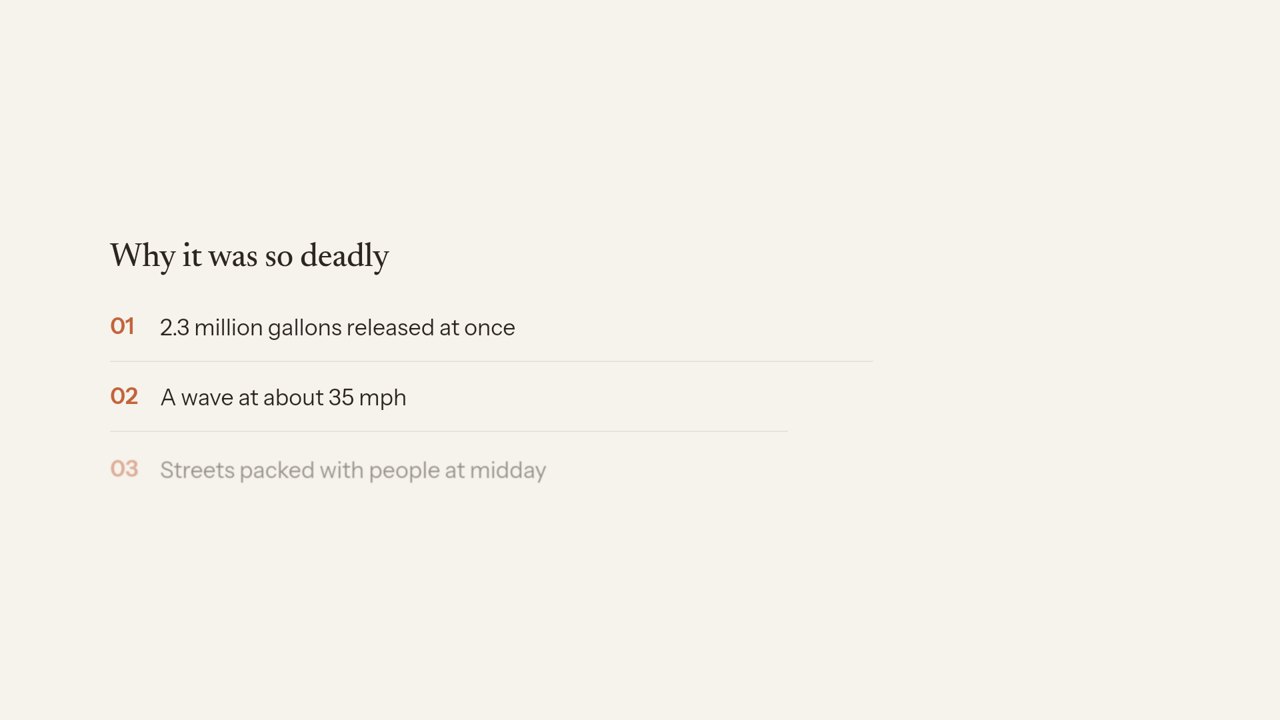 Why it was so deadly
01 2.3 million gallons released at once
02 A wave at about 35 mph
03 Streets packed with people at midday